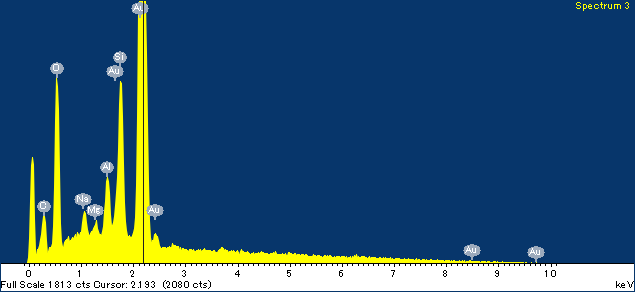 Spectrum 3
Au
Si
O
Au
Al
Na
C
Mg
Au
Au
Au
0 1 2 3 4 5 6 7 8 9 10
Full Scale 1813 cts Cursor: 2.193 (2080 cts) keV